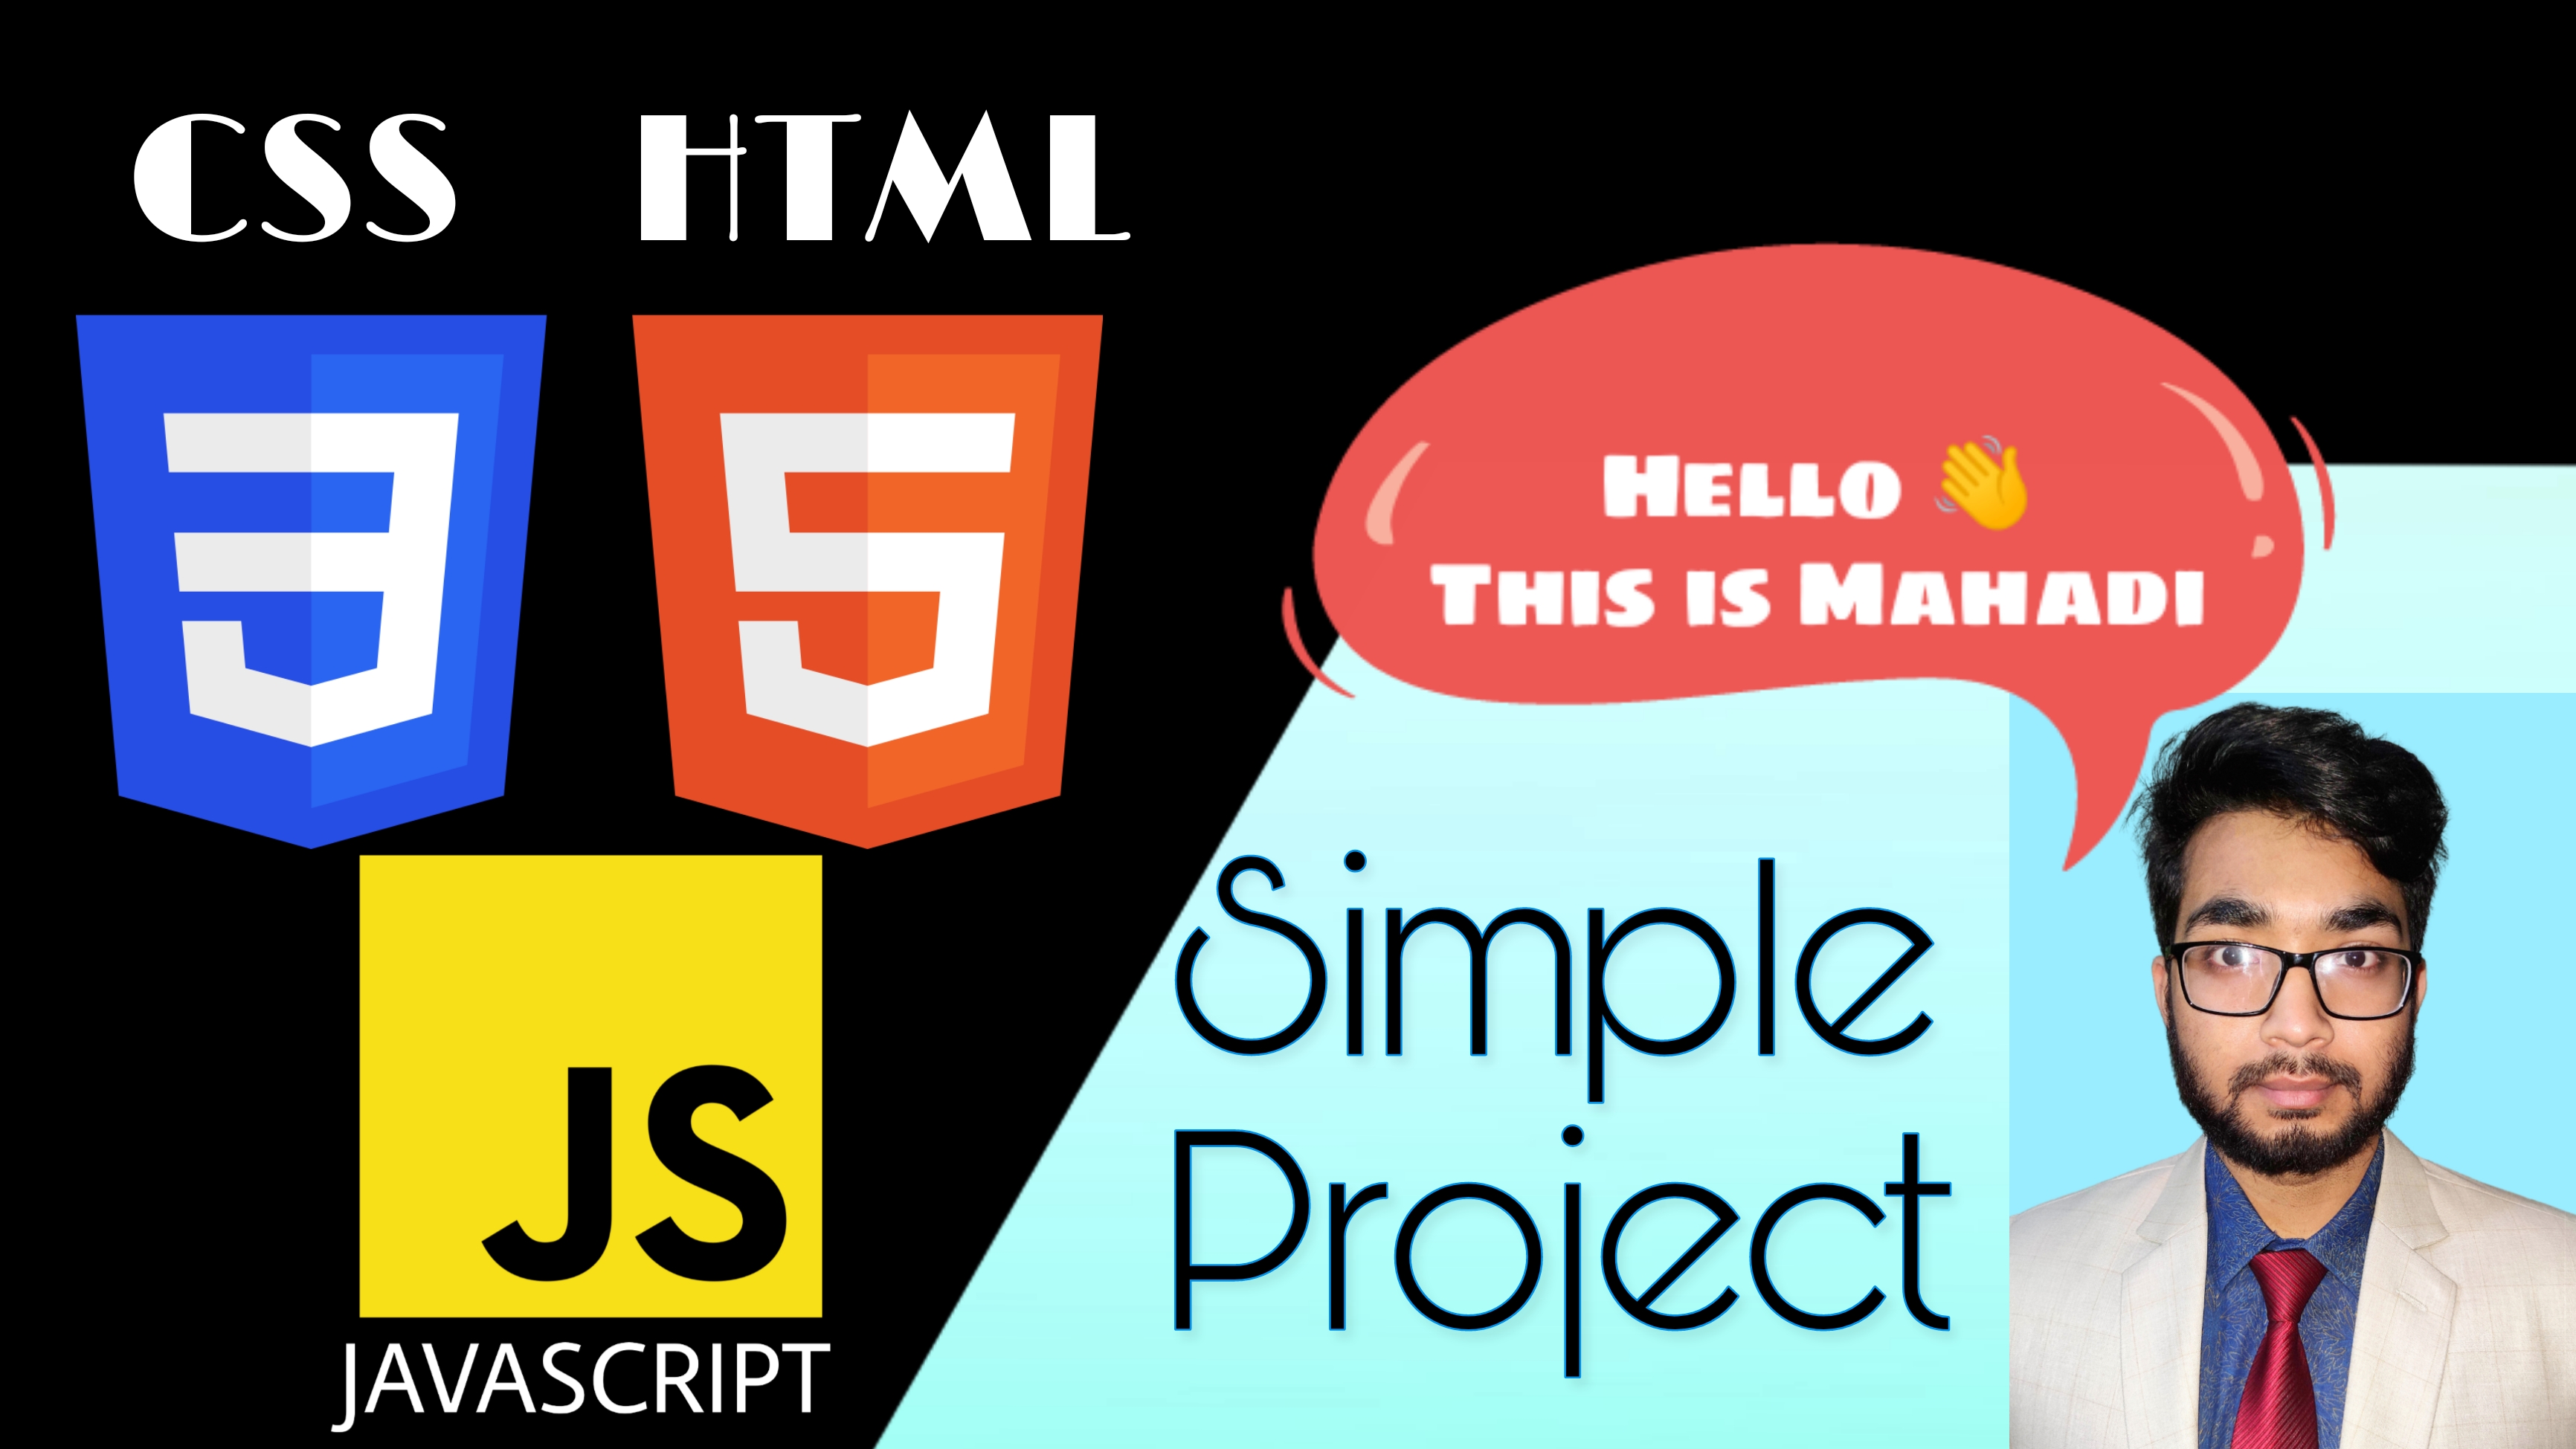 CSS HTML
3 5
HELLO 👋
THIS IS MAHADI
Simple
Project
JS
JAVASCRIPT